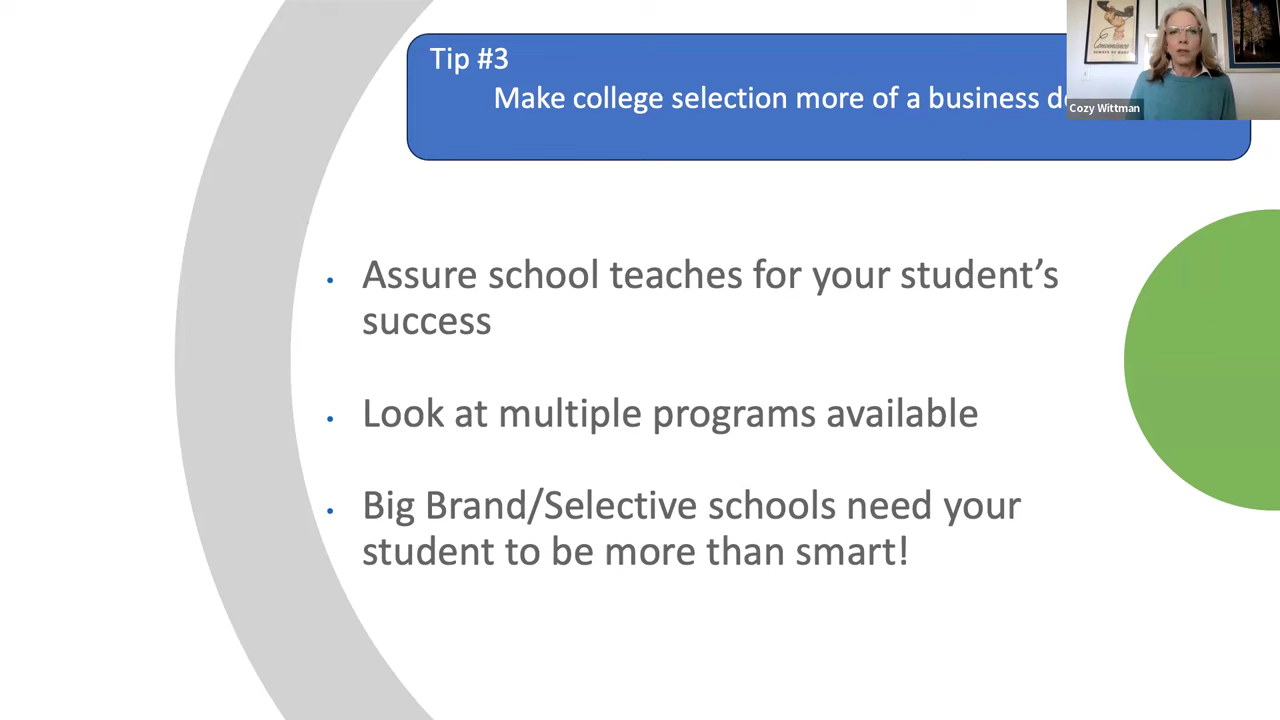 Tip #3
Make college selection more of a business
Cozy Wittman
• Assure school teaches for your student’s
success
• Look at multiple programs available
• Big Brand/Selective schools need your
student to be more than smart!